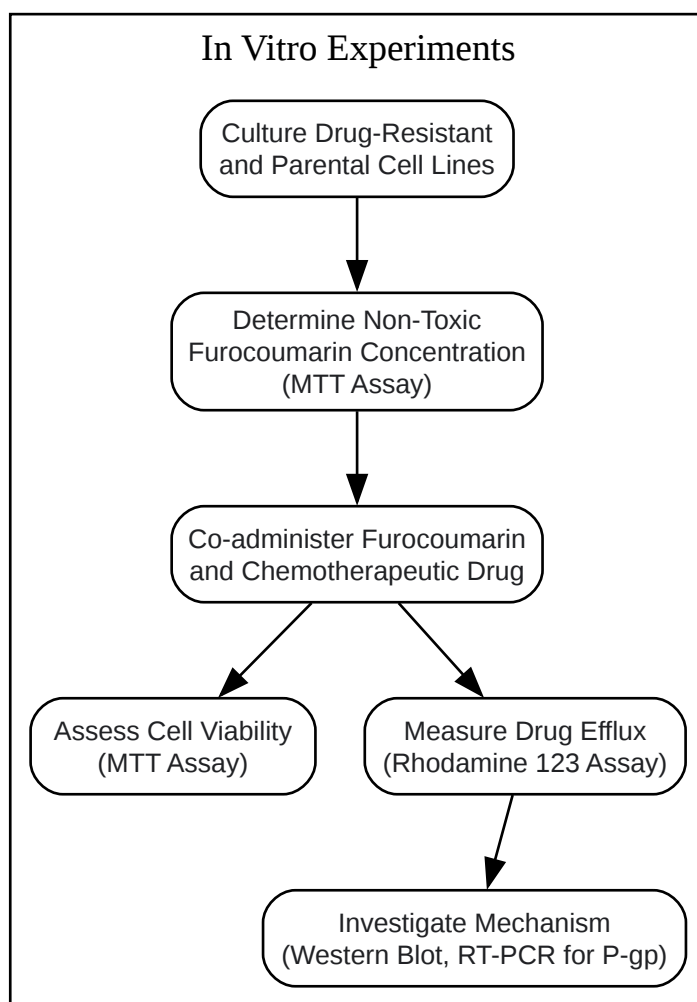 In Vitro Experiments
Culture Drug-Resistant
and Parental Cell Lines
Determine Non-Toxic
Furocoumarin Concentration
(MTT Assay)
Co-administer Furocoumarin
and Chemotherapeutic Drug
Assess Cell Viability
(MTT Assay)
Measure Drug Efflux
(Rhodamine 123 Assay)
Investigate Mechanism
(Western Blot, RT-PCR for P-gp)